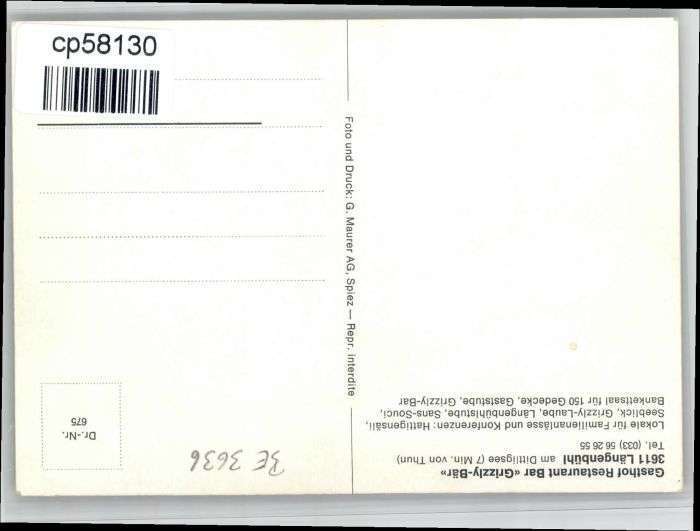 cp58130
Gasthof Restaurant Bar «Grizzly-Bär»
3611 Längenbühl am Dittligsee (7 Min. von Thun)
Tel. (033) 56 26 55
Lokale für Familienanlässe und Konferenzen: Hattigensäli,
Seeblick, Grizzly-Laube, Längenbühlstube, Sans-Souci,
Bankettsaal für 150 Gedecke, Gaststube, Grizzly-Bar
Foto und Druck: G. Maurer AG, Spiez — Repr. interdite
BE 3636
Dr.-Nr.
675